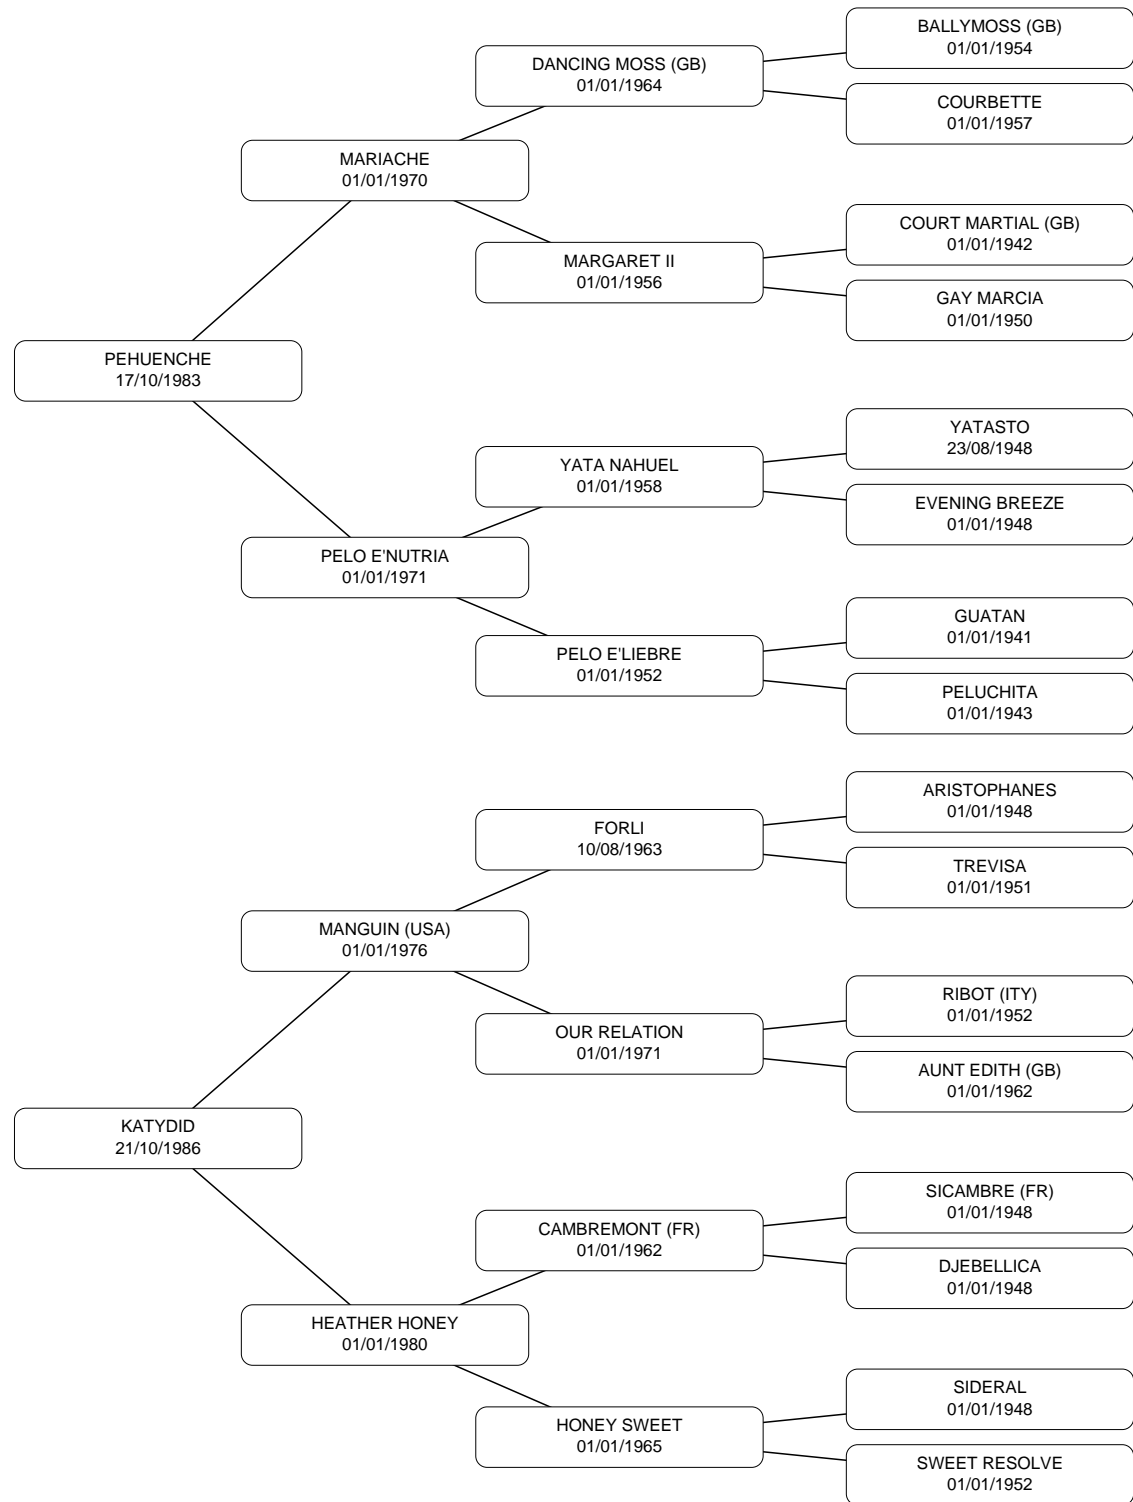 BALLYMOSS (GB)
01/01/1954
DANCING MOSS (GB)
01/01/1964
COURBETTE
01/01/1957
MARIACHE
01/01/1970
COURT MARTIAL (GB)
01/01/1942
MARGARET II
01/01/1956
GAY MARCIA
01/01/1950
PEHUENCHE
17/10/1983
YATASTO
23/08/1948
YATA NAHUEL
01/01/1958
EVENING BREEZE
01/01/1948
PELO E'NUTRIA
01/01/1971
GUATAN
01/01/1941
PELO E'LIEBRE
01/01/1952
PELUCHITA
01/01/1943
ARISTOPHANES
01/01/1948
FORLI
10/08/1963
TREVISA
01/01/1951
MANGUIN (USA)
01/01/1976
RIBOT (ITY)
01/01/1952
OUR RELATION
01/01/1971
AUNT EDITH (GB)
01/01/1962
KATYDID
21/10/1986
SICAMBRE (FR)
01/01/1948
CAMBREMONT (FR)
01/01/1962
DJEBELLICA
01/01/1948
HEATHER HONEY
01/01/1980
SIDERAL
01/01/1948
HONEY SWEET
01/01/1965
SWEET RESOLVE
01/01/1952